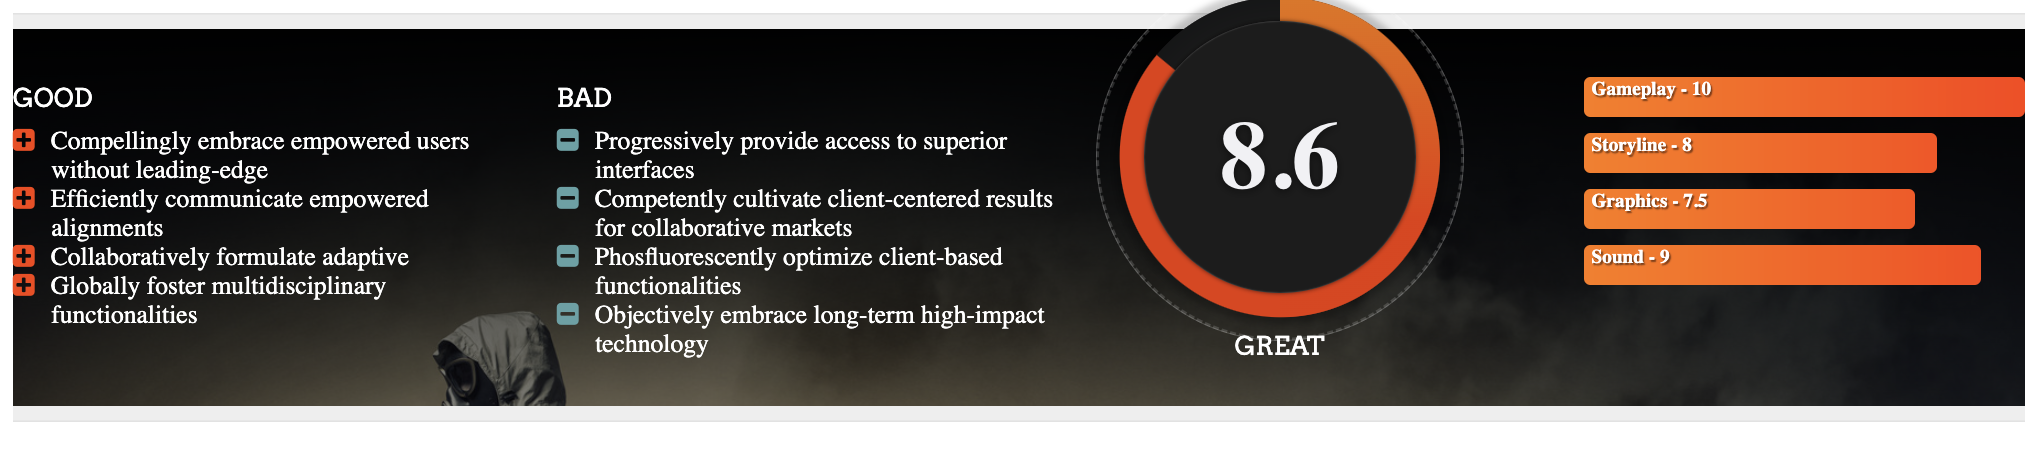 GOOD
Compellingly embrace empowered users
without leading-edge
Efficiently communicate empowered
alignments
Collaboratively formulate adaptive
Globally foster multidisciplinary
functionalities
BAD
Progressively provide access to superior
interfaces
Competently cultivate client-centered results
for collaborative markets
Phosfluorescently optimize client-based
functionalities
Objectively embrace long-term high-impact
technology
8.6
GREAT
Gameplay - 10
Storyline - 8
Graphics - 7.5
Sound - 9